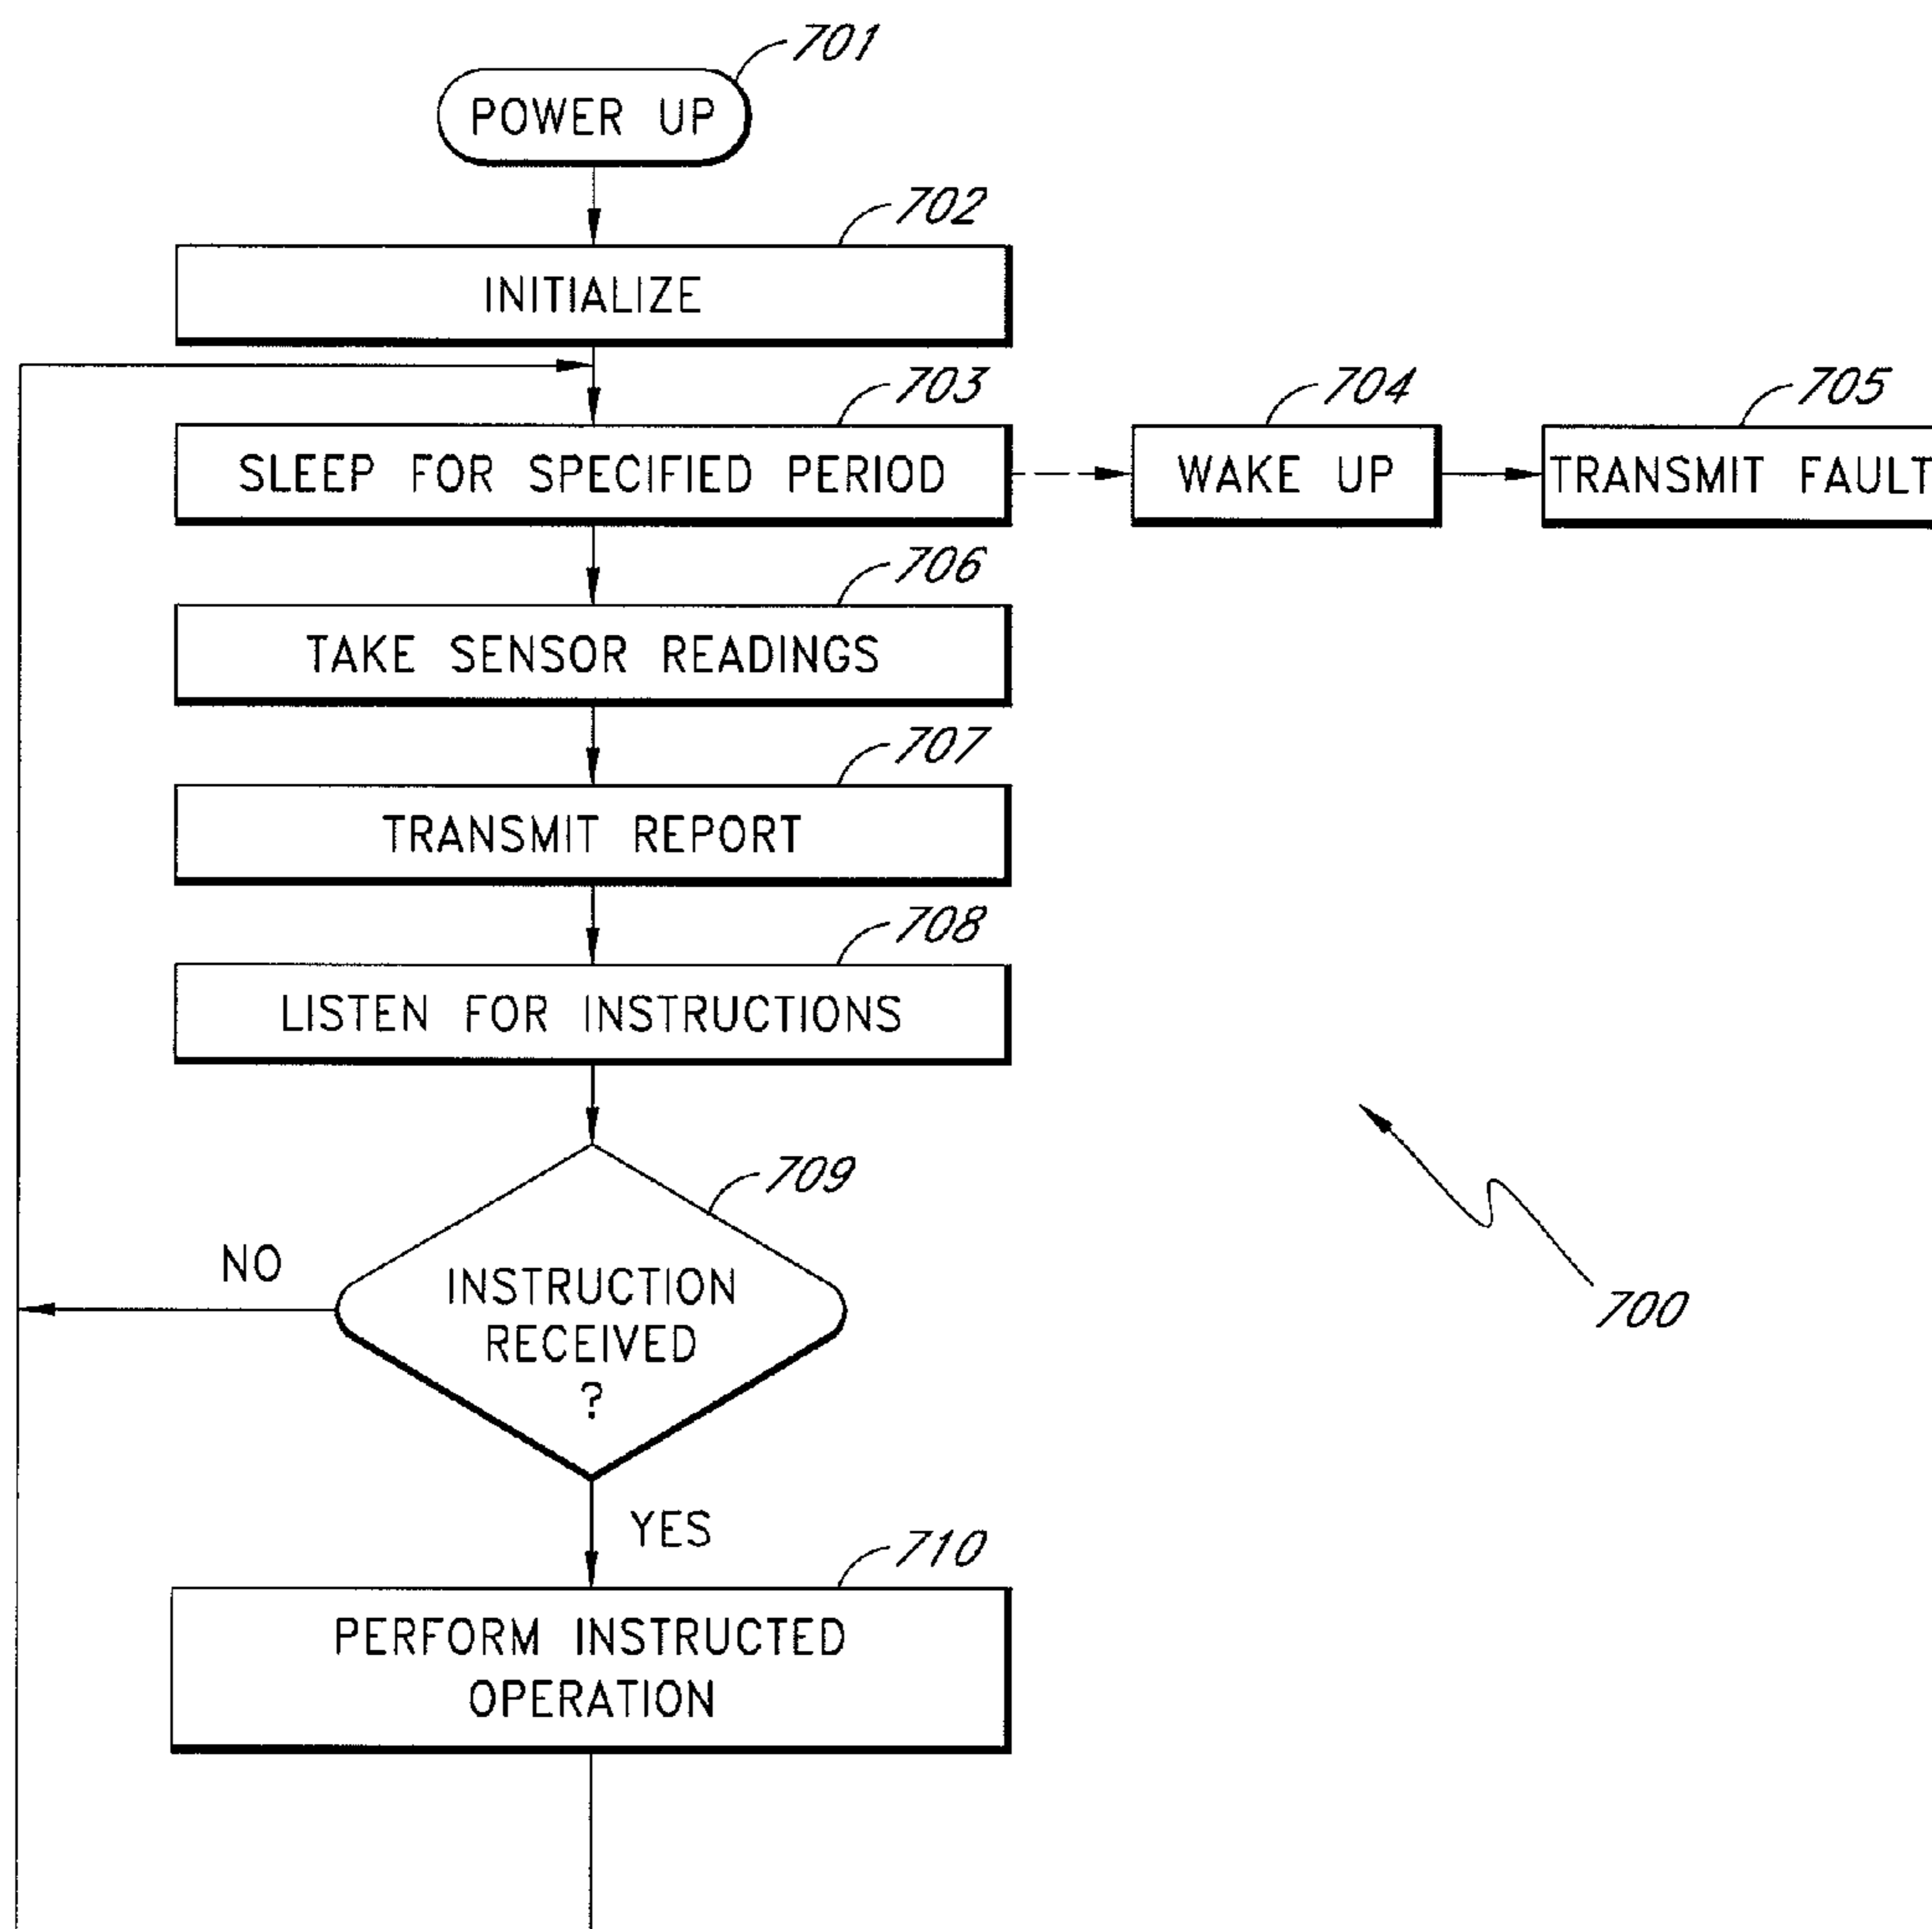 701
POWER UP
702
INITIALIZE
703
SLEEP FOR SPECIFIED PERIOD
704
WAKE UP
705
TRANSMIT FAULT
706
TAKE SENSOR READINGS
707
TRANSMIT REPORT
708
LISTEN FOR INSTRUCTIONS
709
INSTRUCTION
RECEIVED
?
NO
700
YES
710
PERFORM INSTRUCTED
OPERATION